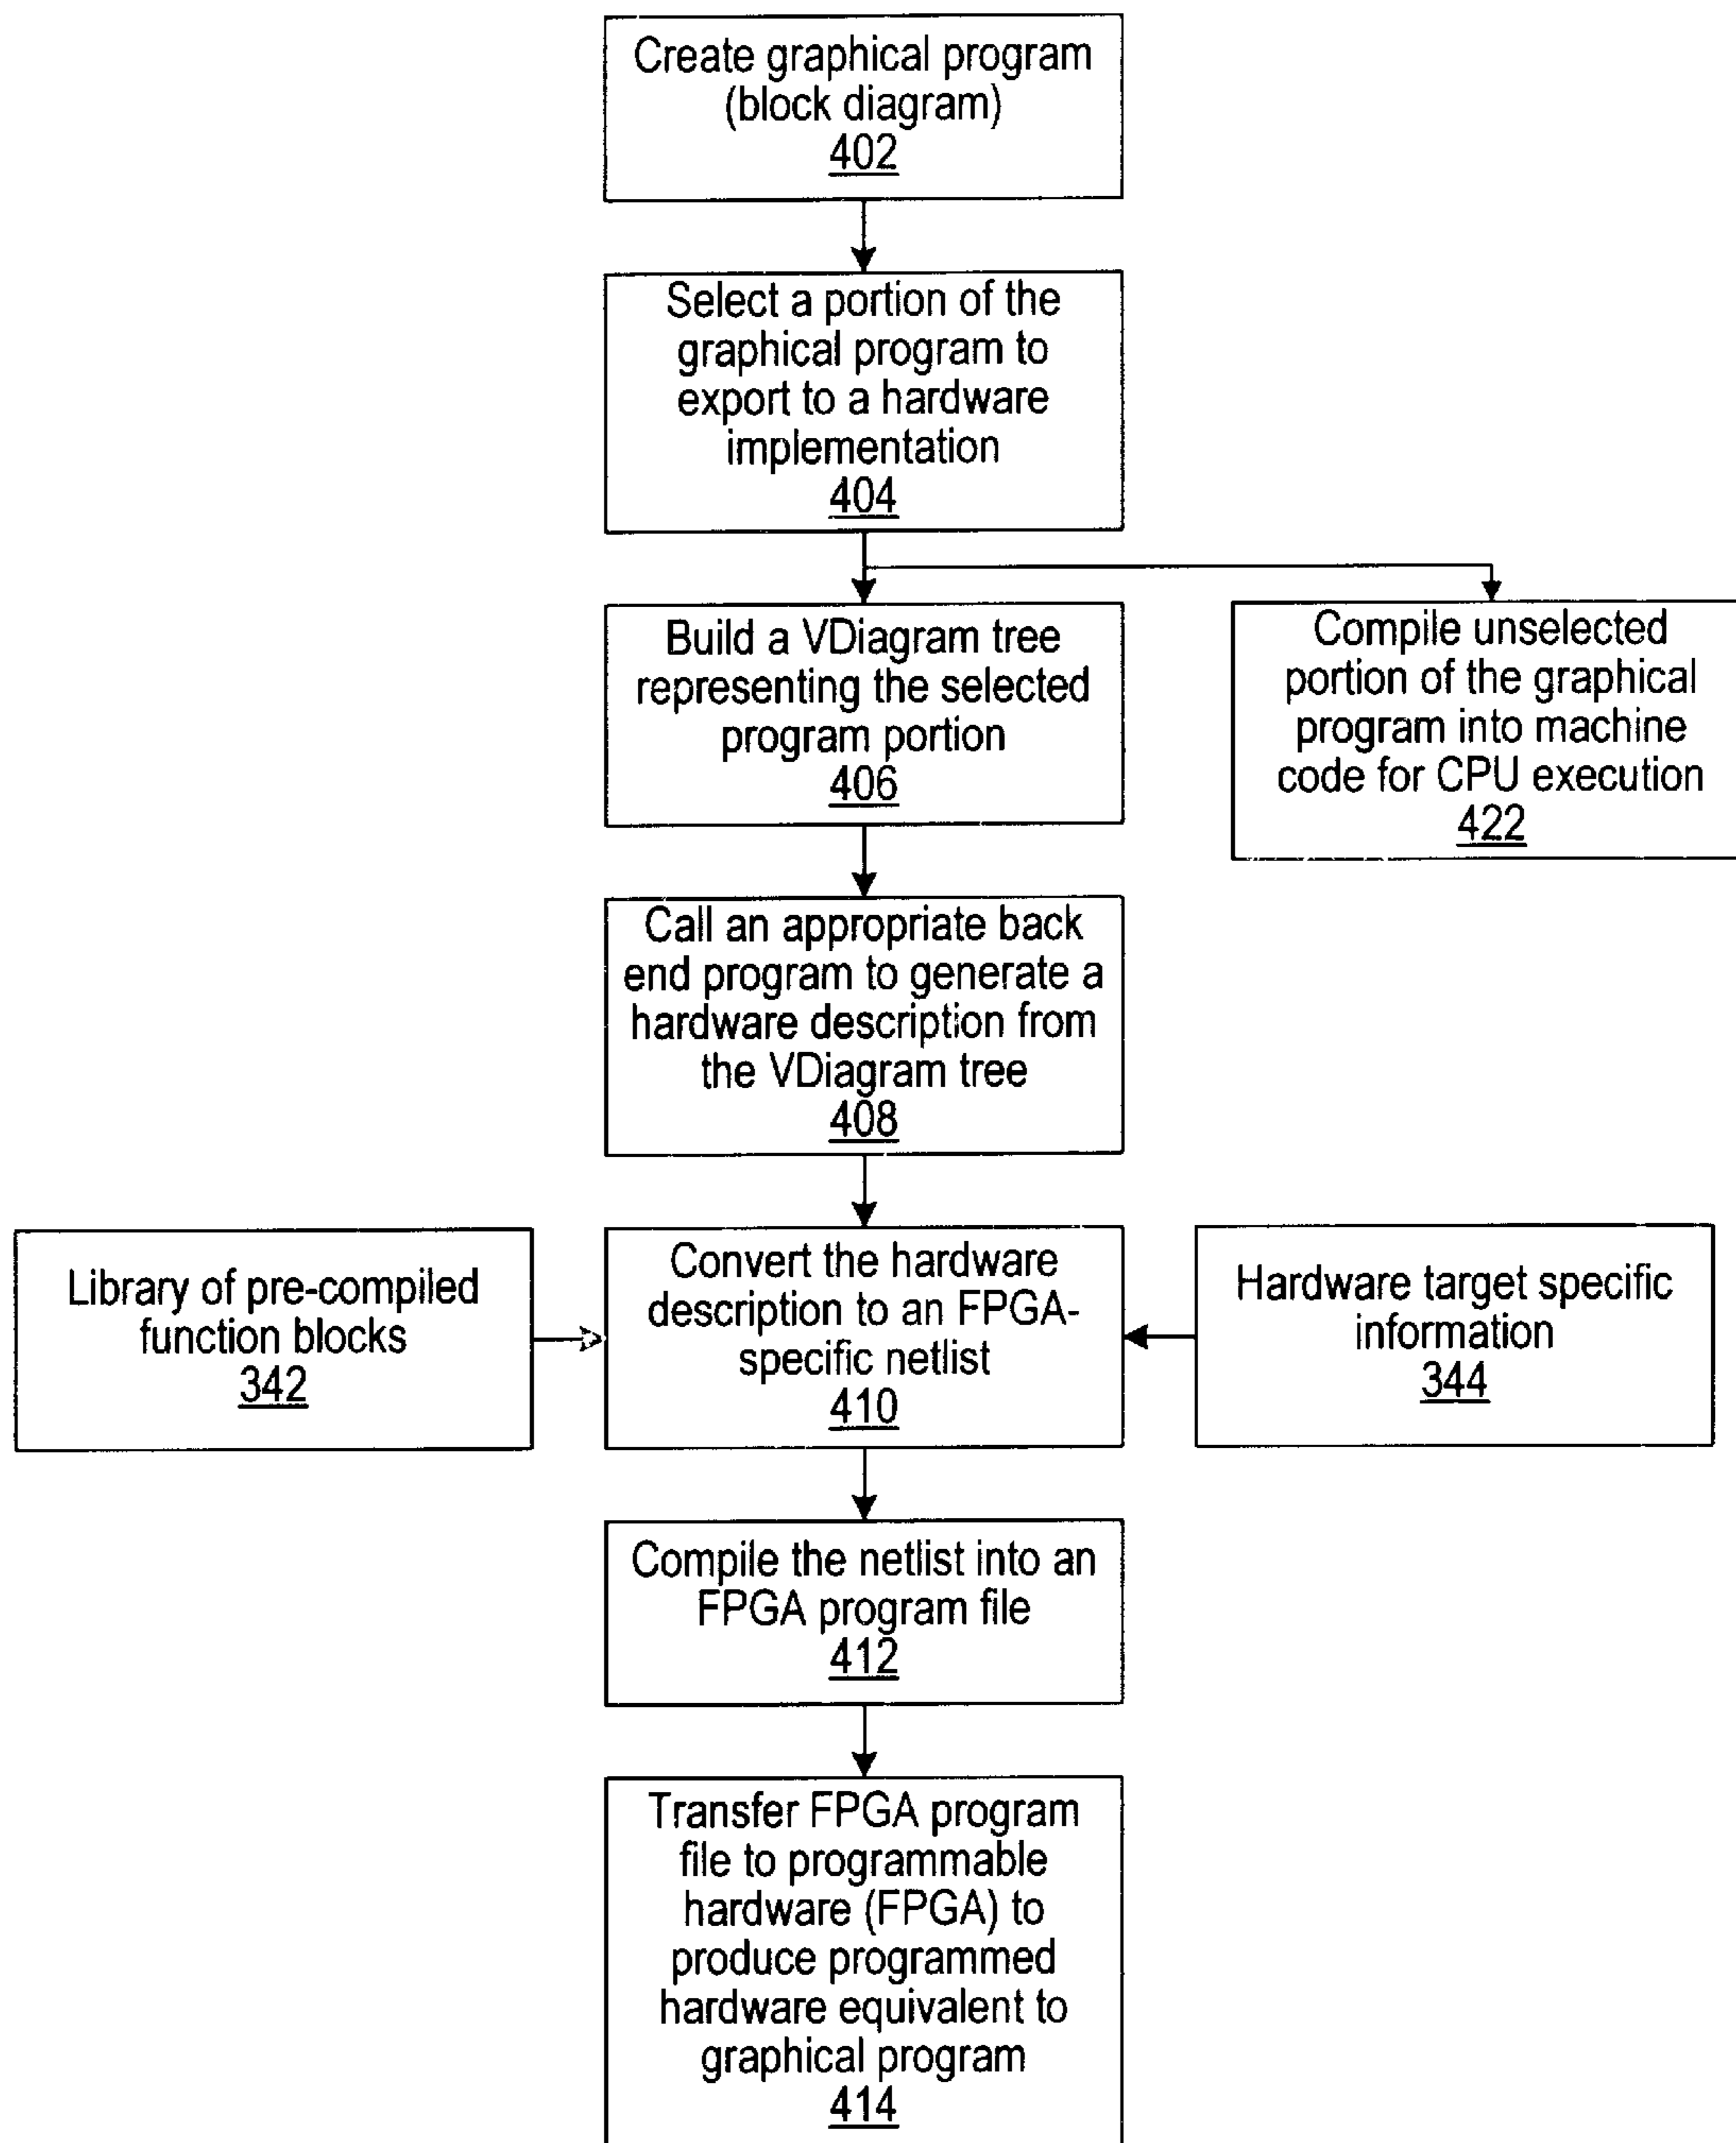 Create graphical program
(block diagram)
402
Select a portion of the
graphical program to
export to a hardware
implementation
404
Build a VDiagram tree
representing the selected
program portion
406
Compile unselected
portion of the graphical
program into machine
code for CPU execution
422
Call an appropriate back
end program to generate a
hardware description from
the VDiagram tree
408
Library of pre-compiled
function blocks
342
Convert the hardware
description to an FPGA-
specific netlist
410
Hardware target specific
information
344
Compile the netlist into an
FPGA program file
412
Transfer FPGA program
file to programmable
hardware (FPGA) to
produce programmed
hardware equivalent to
graphical program
414